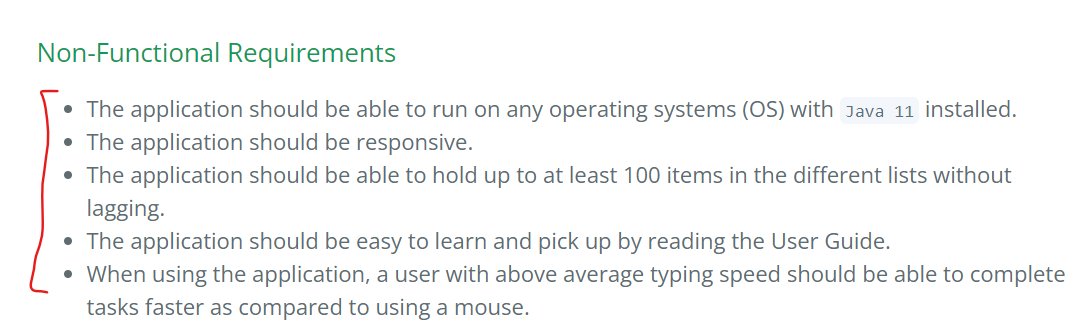 Non-Functional Requirements
The application should be able to run on any operating systems (OS) with Java 11 installed.
The application should be responsive.
The application should be able to hold up to at least 100 items in the different lists without
lagging.
The application should be easy to learn and pick up by reading the User Guide.
When using the application, a user with above average typing speed should be able to complete
tasks faster as compared to using a mouse.